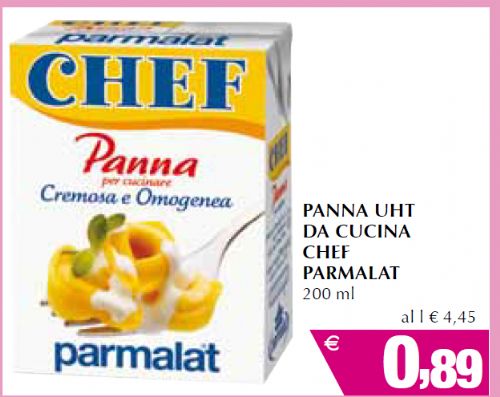 parmalat
CHEF
Panna
per cucinare
Cremosa e Omogenea
parmalat
PANNA UHT
DA CUCINA
CHEF
PARMALAT
200 ml
al l € 4,45
€ 0,89